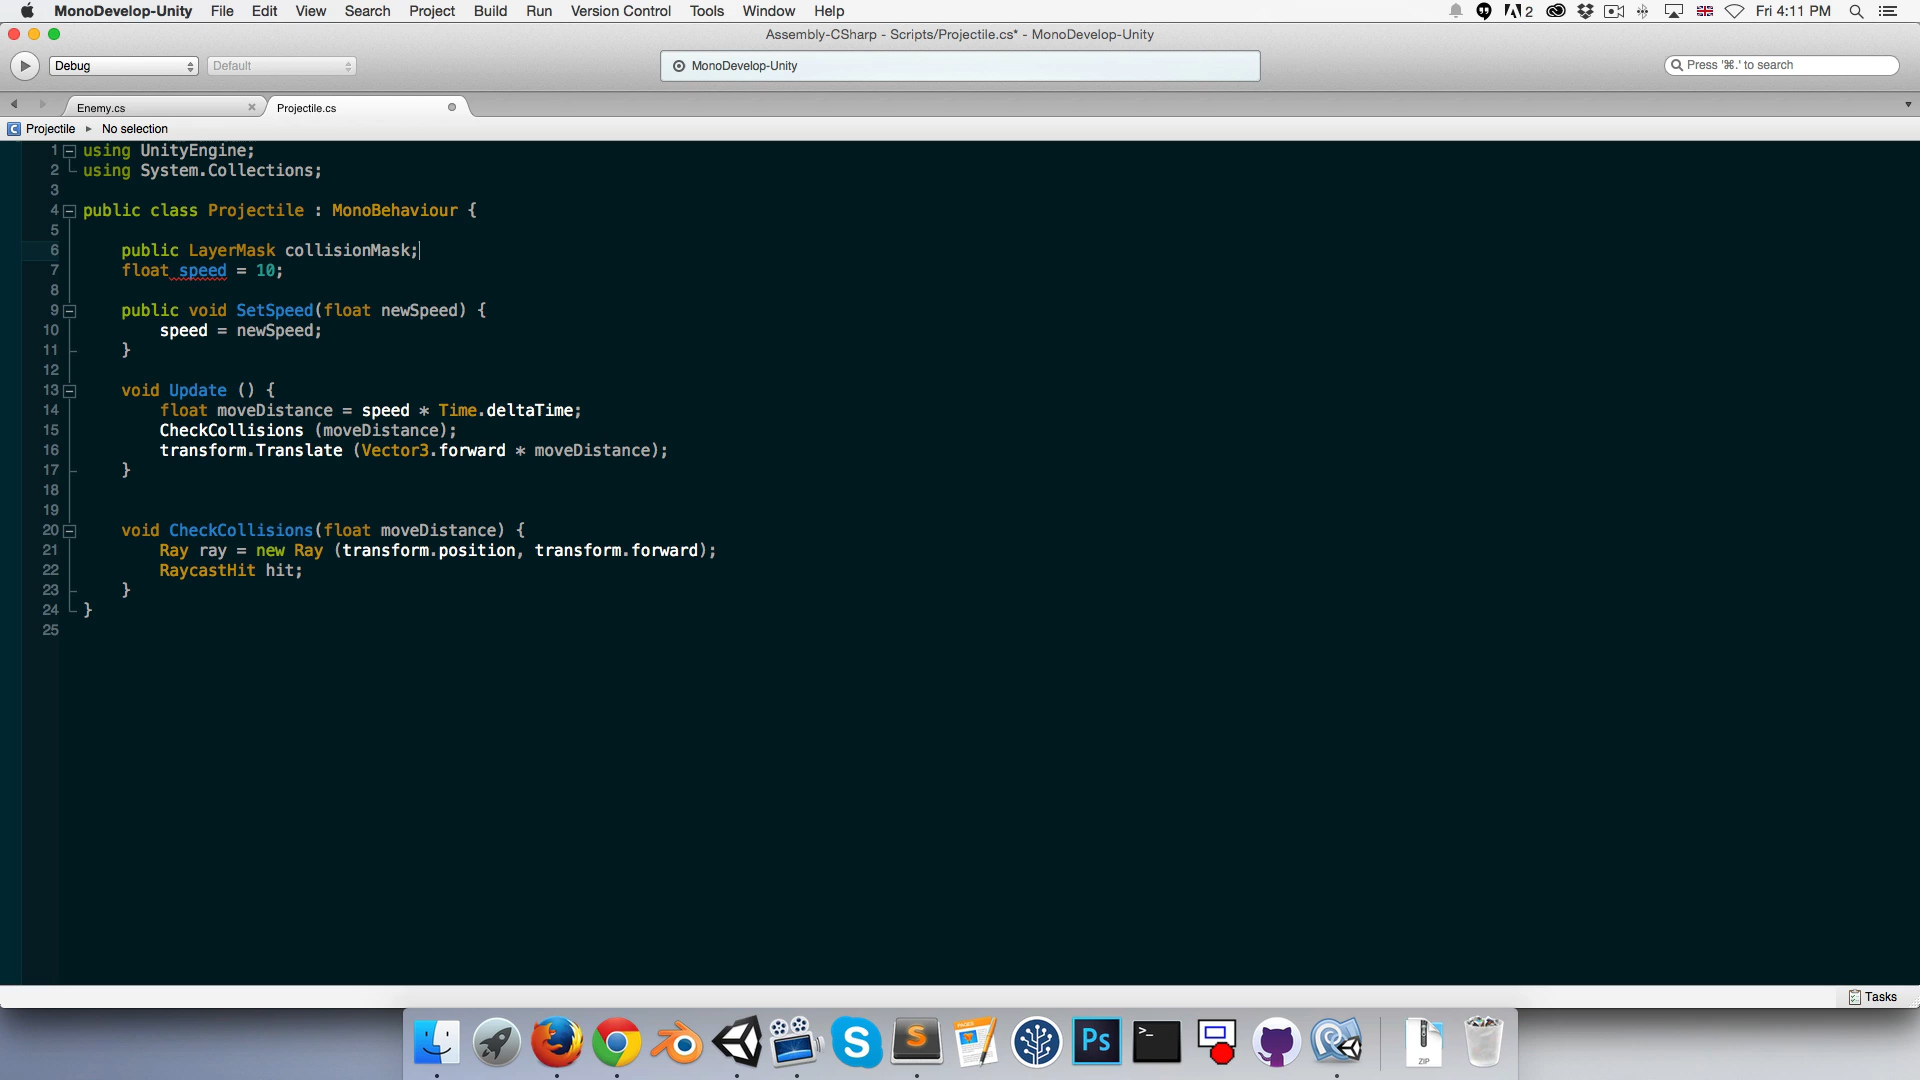 MonoDevelop-Unity File Edit View Search Project Build Run Version Control Tools Window Help 2 Fri 4:11 PM
Assembly-CSharp - Scripts/Projectile.cs* - MonoDevelop-Unity
Debug Default MonoDevelop-Unity Press '⌘.' to search
Enemy.cs Projectile.cs
C Projectile ▸ No selection
1 using UnityEngine;
2 using System.Collections;
3
4 public class Projectile : MonoBehaviour {
5
6 public LayerMask collisionMask;
7 float speed = 10;
8
9 public void SetSpeed(float newSpeed) {
10 speed = newSpeed;
11 }
12
13 void Update () {
14 float moveDistance = speed * Time.deltaTime;
15 CheckCollisions (moveDistance);
16 transform.Translate (Vector3.forward * moveDistance);
17 }
18
19
20 void CheckCollisions(float moveDistance) {
21 Ray ray = new Ray (transform.position, transform.forward);
22 RaycastHit hit;
23 }
24 }
25
Tasks
S S PAGES Ps >_ ZIP